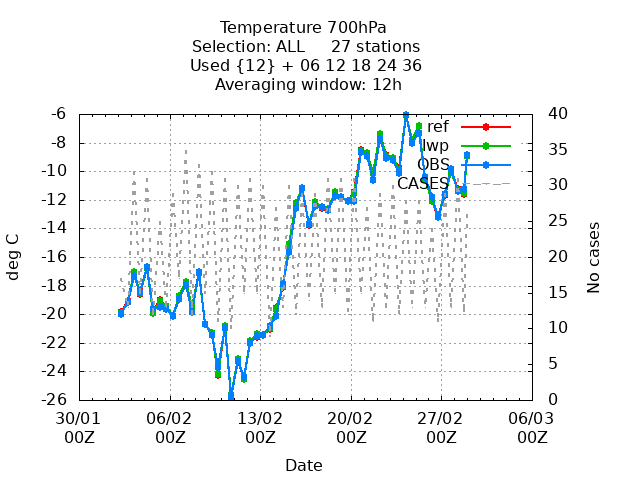 Temperature 700hPa
Selection: ALL     27 stations
Used {12} + 06 12 18 24 36
Averaging window: 12h
-6
-8
-10
-12
-14
-16
-18
-20
-22
-24
-26
deg C
40
35
30
25
20
15
10
5
0
No cases
ref
lwp
OBS
CASES
30/01 06/02 13/02 20/02 27/02 06/03
00Z 00Z 00Z 00Z 00Z 00Z
Date